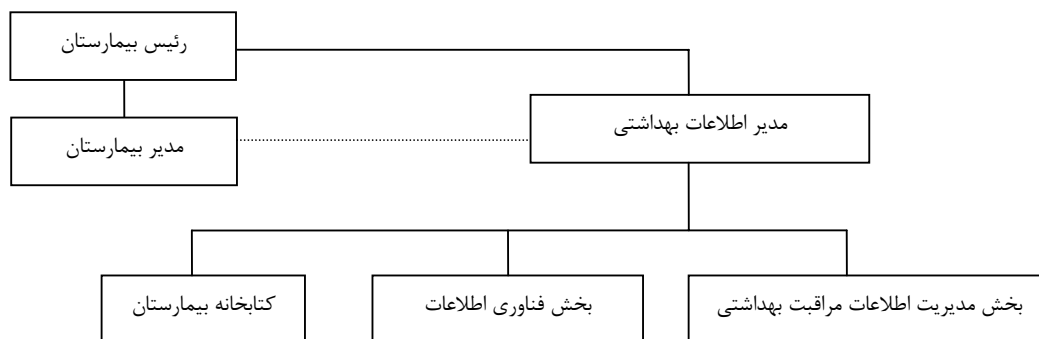 رئیس بیمارستان
مدیر اطلاعات بهداشتی
مدیر بیمارستان
بخش مدیریت اطلاعات مراقبت بهداشتی
بخش فناوری اطلاعات
کتابخانه بیمارستان